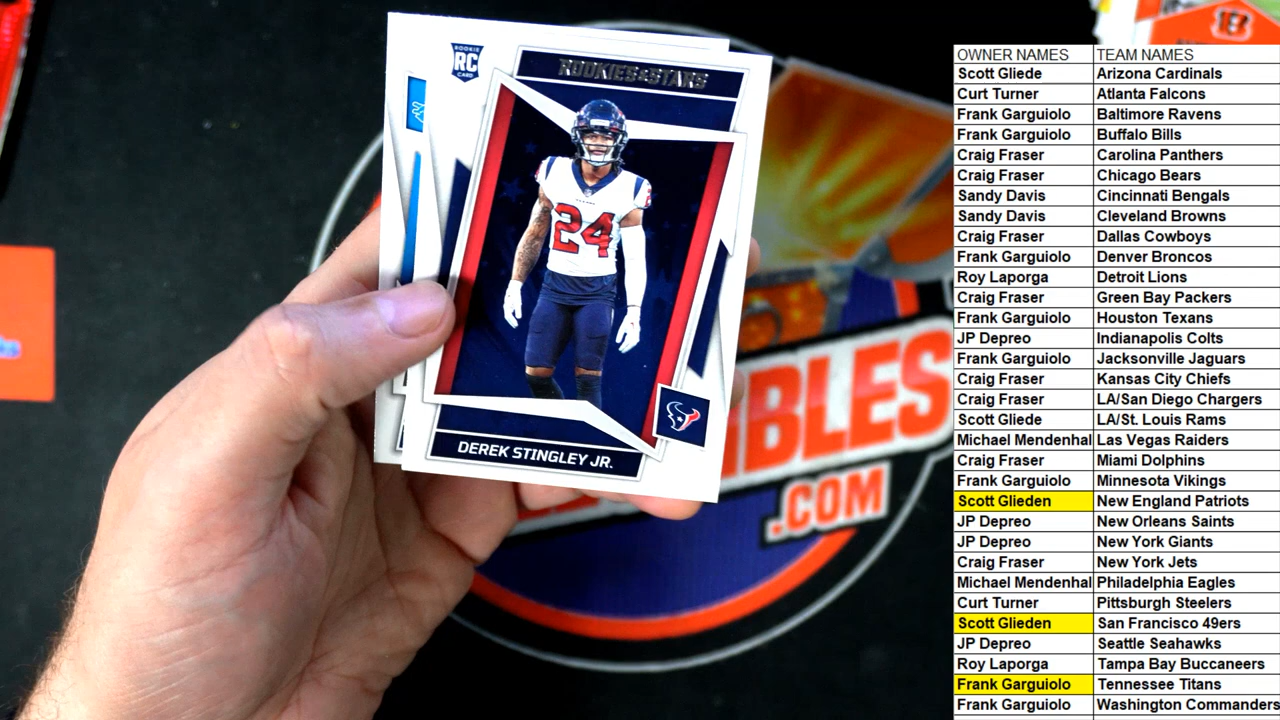 ROOKIE
RC
CARD
ROOKIES & STARS
24
DEREK STINGLEY JR.
BLES
.COM
OWNER NAMES TEAM NAMES
Scott Gliede Arizona Cardinals
Curt Turner Atlanta Falcons
Frank Garguiolo Baltimore Ravens
Frank Garguiolo Buffalo Bills
Craig Fraser Carolina Panthers
Craig Fraser Chicago Bears
Sandy Davis Cincinnati Bengals
Sandy Davis Cleveland Browns
Craig Fraser Dallas Cowboys
Frank Garguiolo Denver Broncos
Roy Laporga Detroit Lions
Craig Fraser Green Bay Packers
Frank Garguiolo Houston Texans
JP Depreo Indianapolis Colts
Frank Garguiolo Jacksonville Jaguars
Craig Fraser Kansas City Chiefs
Craig Fraser LA/San Diego Chargers
Scott Gliede LA/St. Louis Rams
Michael Mendenhal Las Vegas Raiders
Craig Fraser Miami Dolphins
Frank Garguiolo Minnesota Vikings
Scott Glieden New England Patriots
JP Depreo New Orleans Saints
JP Depreo New York Giants
Craig Fraser New York Jets
Michael Mendenhal Philadelphia Eagles
Curt Turner Pittsburgh Steelers
Scott Glieden San Francisco 49ers
JP Depreo Seattle Seahawks
Roy Laporga Tampa Bay Buccaneers
Frank Garguiolo Tennessee Titans
Frank Garguiolo Washington Commanders